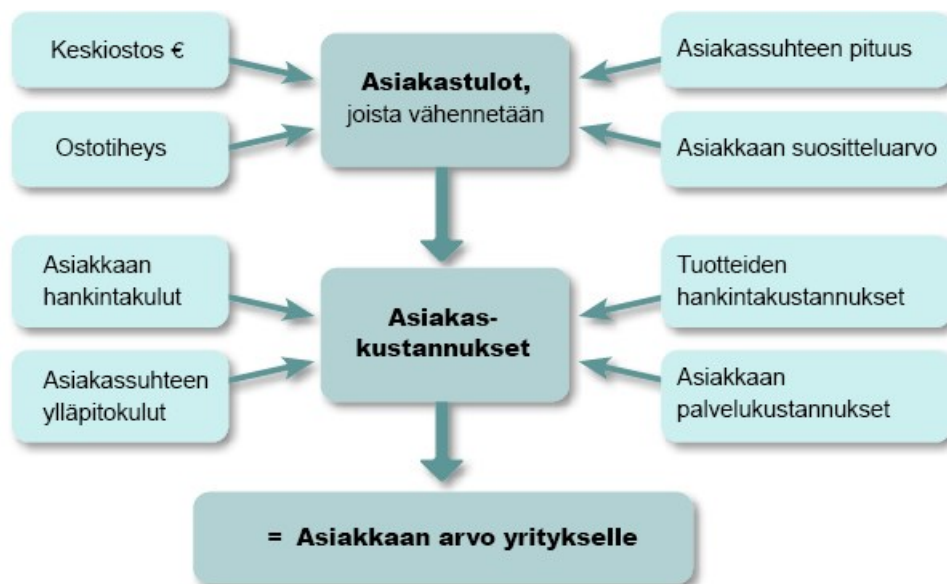 Keskiostos €
Asiakastulot,
joista vähennetään
Asiakassuhteen pituus
Ostotiheys
Asiakkaan suositteluarvo
Asiakkaan
hankintakulut
Asiakas-
kustannukset
Tuotteiden
hankintakustannukset
Asiakassuhteen
ylläpitokulut
Asiakkaan
palvelukustannukset
= Asiakkaan arvo yritykselle